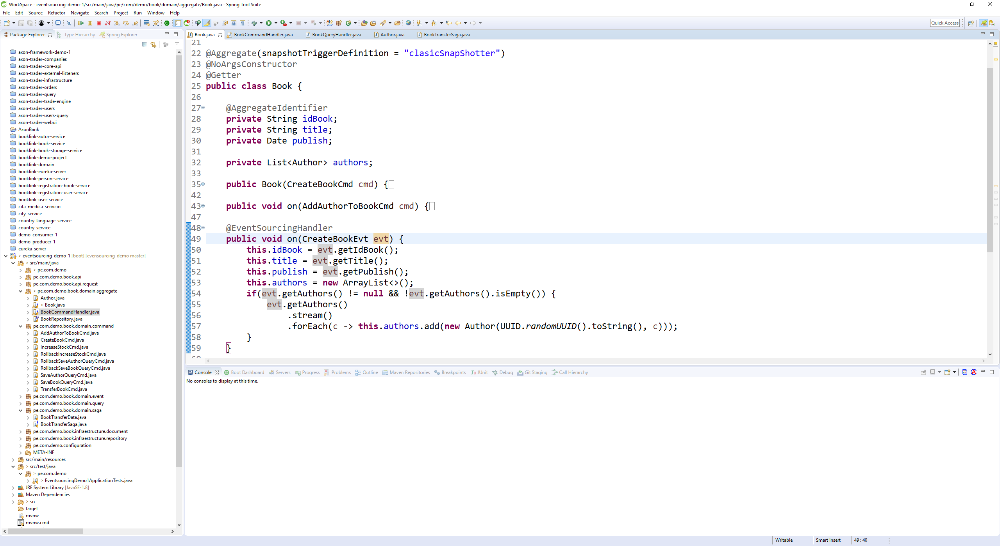 WorkSpace - eventsourcing-demo-1/src/main/java/pe/com/demo/book/domain/aggregate/Book.java - Spring Tool Suite
File Edit Source Refactor Navigate Search Project Run Window Help
Quick Access
Package Explorer Type Hierarchy Spring Explorer
axon-framework-demo-1
axon-trader-companies
axon-trader-core-api
axon-trader-external-listeners
axon-trader-infrastructure
axon-trader-orders
axon-trader-query
axon-trader-trade-engine
axon-trader-users
axon-trader-users-query
axon-trader-webui
AxonBank
booklink-autor-service
booklink-book-service
booklink-book-storage-service
booklink-demo-project
booklink-domain
booklink-eureka-server
booklink-person-service
booklink-registration-book-service
booklink-registration-user-service
booklink-user-service
cita-medica-servicio
city-service
country-language-service
country-service
demo-consumer-1
demo-producer-1
eureka-server
> eventsourcing-demo-1 [boot] [evensourcing-demo master]
> src/main/java
> pe.com.demo
pe.com.demo.book.api
pe.com.demo.book.api.request
> pe.com.demo.book.domain.aggregate
Author.java
> Book.java
BookCommandHandler.java
BookRepository.java
pe.com.demo.book.domain.command
AddAuthorToBookCmd.java
CreateBookCmd.java
IncreaseStockCmd.java
RollbackIncreaseStockCmd.java
RollbackSaveAuthorQueryCmd.java
RollbackSaveBookQueryCmd.java
SaveAuthorQueryCmd.java
SaveBookQueryCmd.java
TransferBookCmd.java
pe.com.demo.book.domain.event
pe.com.demo.book.domain.query
pe.com.demo.book.domain.saga
BookTransferData.java
BookTransferSaga.java
pe.com.demo.book.infraestructure.document
pe.com.demo.book.infraestructure.repository
pe.com.demo.configuration
META-INF
src/main/resources
> src/test/java
> pe.com.demo
> EventsourcingDemo1ApplicationTests.java
JRE System Library [JavaSE-1.8]
Maven Dependencies
> src
target
mvnw
mvnw.cmd
Book.java BookCommandHandler.java BookQueryHandler.java Author.java BookTransferSaga.java
21
22 @Aggregate(snapshotTriggerDefinition = "clasicSnapShotter")
23 @NoArgsConstructor
24 @Getter
25 public class Book {
26
27 @AggregateIdentifier
28 private String idBook;
29 private String title;
30 private Date publish;
31
32 private List<Author> authors;
33
35 public Book(CreateBookCmd cmd) {
42
43 public void on(AddAuthorToBookCmd cmd) {
47
48 @EventSourcingHandler
49 public void on(CreateBookEvt evt) {
50 this.idBook = evt.getIdBook();
51 this.title = evt.getTitle();
52 this.publish = evt.getPublish();
53 this.authors = new ArrayList<>();
54 if(evt.getAuthors() != null && !evt.getAuthors().isEmpty()) {
55 evt.getAuthors()
56 .stream()
57 .forEach(c -> this.authors.add(new Author(UUID.randomUUID().toString(), c)));
58 }
59 }
Console Boot Dashboard Servers Progress Problems Outline Maven Repositories Breakpoints JUnit Debug Git Staging Call Hierarchy
No consoles to display at this time.
Writable Smart Insert 49 : 40